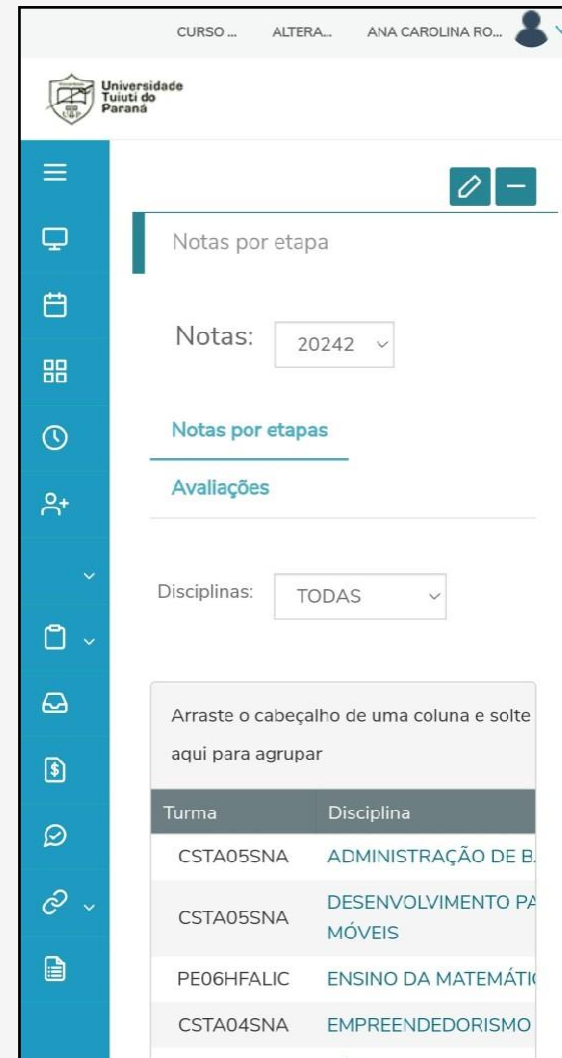 CURSO ... ALTERA... ANA CAROLINA RO...
Universidade
Tuiuti do
Paraná
Notas por etapa
Notas: 20242
Notas por etapas
Avaliações
Disciplinas: TODAS
Arraste o cabeçalho de uma coluna e solte
aqui para agrupar
Turma Disciplina
CSTA05SNA ADMINISTRAÇÃO DE B
CSTA05SNA DESENVOLVIMENTO PA
MÓVEIS
PE06HFALIC ENSINO DA MATEMÁTI
CSTA04SNA EMPREENDEDORISMO